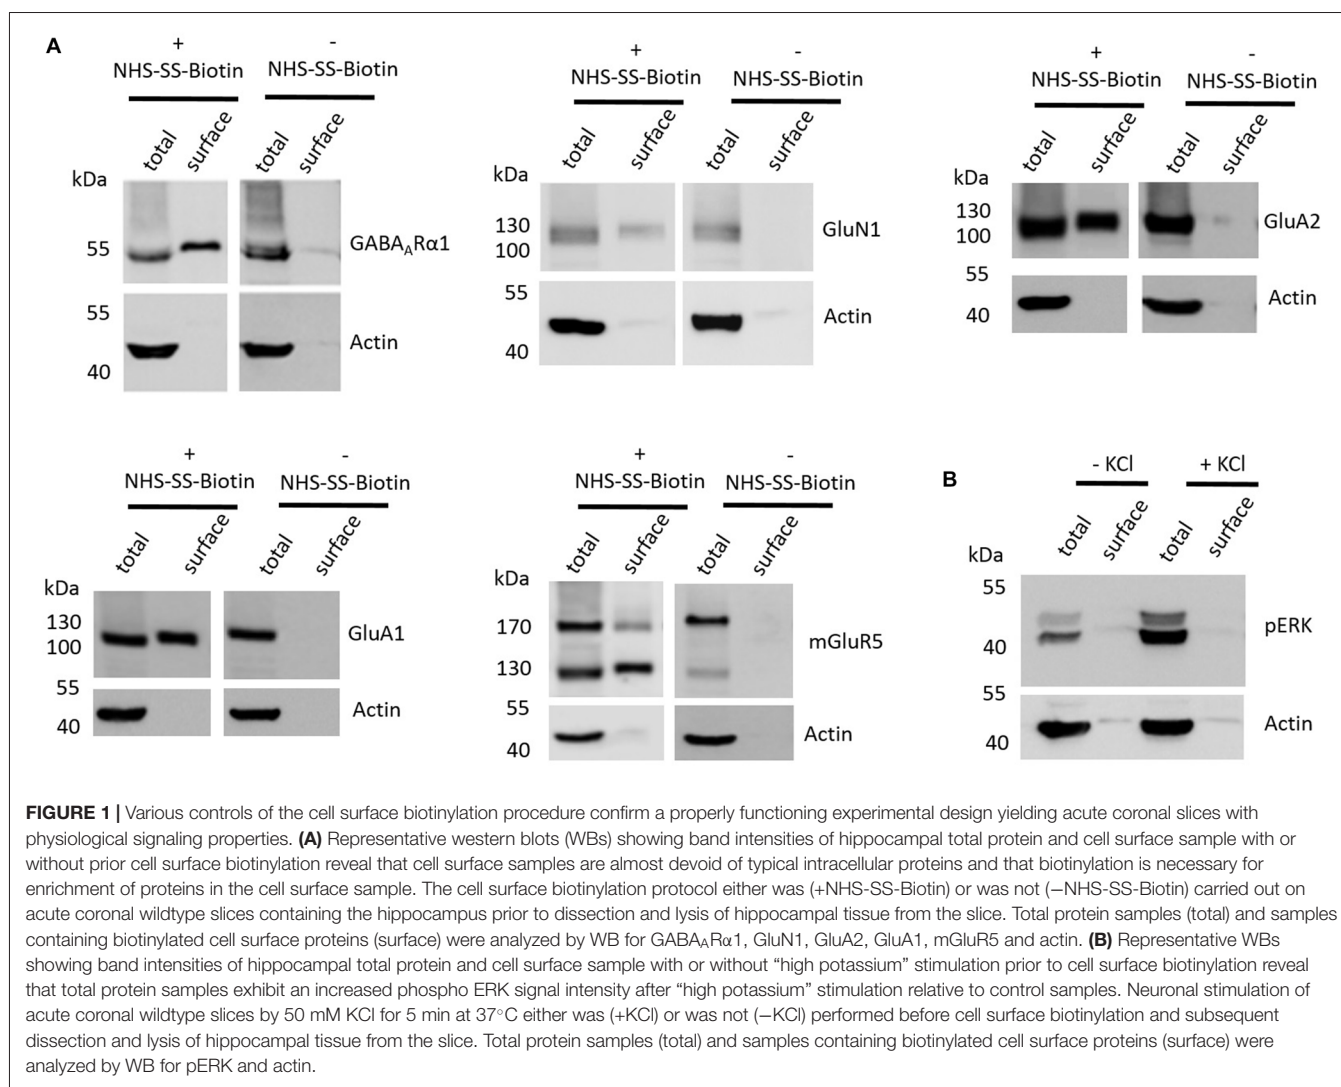 A
+
NHS-SS-Biotin
-
NHS-SS-Biotin
total
surface
total
surface
kDa
55
GABAARα1
55
40
Actin
+
NHS-SS-Biotin
-
NHS-SS-Biotin
total
surface
total
surface
kDa
130
100
GluN1
55
40
Actin
+
NHS-SS-Biotin
-
NHS-SS-Biotin
total
surface
total
surface
kDa
130
100
GluA2
55
40
Actin
+
NHS-SS-Biotin
-
NHS-SS-Biotin
total
surface
total
surface
kDa
130
100
GluA1
55
40
Actin
+
NHS-SS-Biotin
-
NHS-SS-Biotin
total
surface
total
surface
kDa
170
130
mGluR5
55
40
Actin
B
- KCl
+ KCl
total
surface
total
surface
kDa
55
40
pERK
55
40
Actin
FIGURE 1 | Various controls of the cell surface biotinylation procedure confirm a properly functioning experimental design yielding acute coronal slices with
physiological signaling properties. (A) Representative western blots (WBs) showing band intensities of hippocampal total protein and cell surface sample with or
without prior cell surface biotinylation reveal that cell surface samples are almost devoid of typical intracellular proteins and that biotinylation is necessary for
enrichment of proteins in the cell surface sample. The cell surface biotinylation protocol either was (+NHS-SS-Biotin) or was not (−NHS-SS-Biotin) carried out on
acute coronal wildtype slices containing the hippocampus prior to dissection and lysis of hippocampal tissue from the slice. Total protein samples (total) and samples
containing biotinylated cell surface proteins (surface) were analyzed by WB for GABAARα1, GluN1, GluA2, GluA1, mGluR5 and actin. (B) Representative WBs
showing band intensities of hippocampal total protein and cell surface sample with or without “high potassium” stimulation prior to cell surface biotinylation reveal
that total protein samples exhibit an increased phospho ERK signal intensity after “high potassium” stimulation relative to control samples. Neuronal stimulation of
acute coronal wildtype slices by 50 mM KCl for 5 min at 37°C either was (+KCl) or was not (−KCl) performed before cell surface biotinylation and subsequent
dissection and lysis of hippocampal tissue from the slice. Total protein samples (total) and samples containing biotinylated cell surface proteins (surface) were
analyzed by WB for pERK and actin.